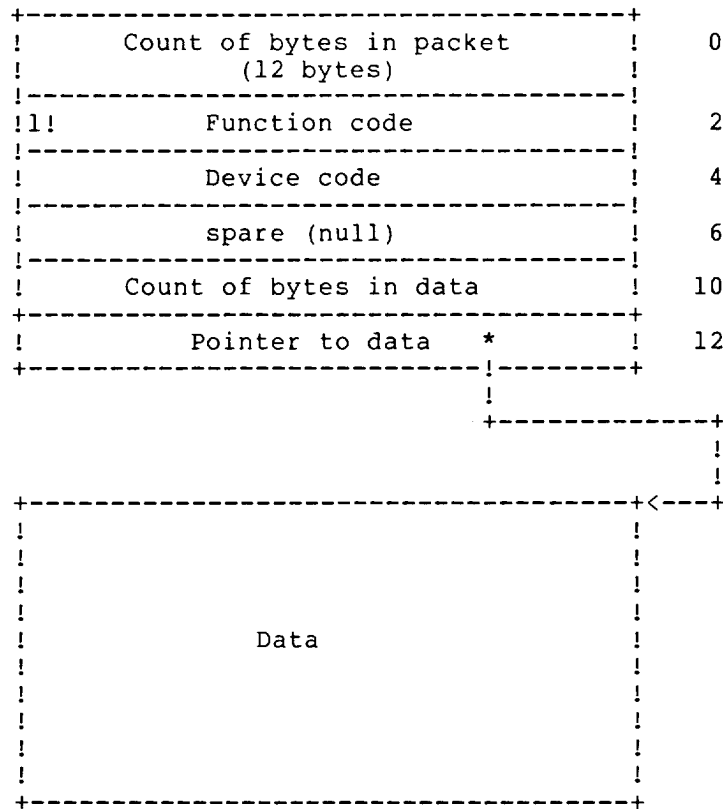 Count of bytes in packet 0
(12 bytes)
1 Function code 2
Device code 4
spare (null) 6
Count of bytes in data 10
Pointer to data * 12
Data